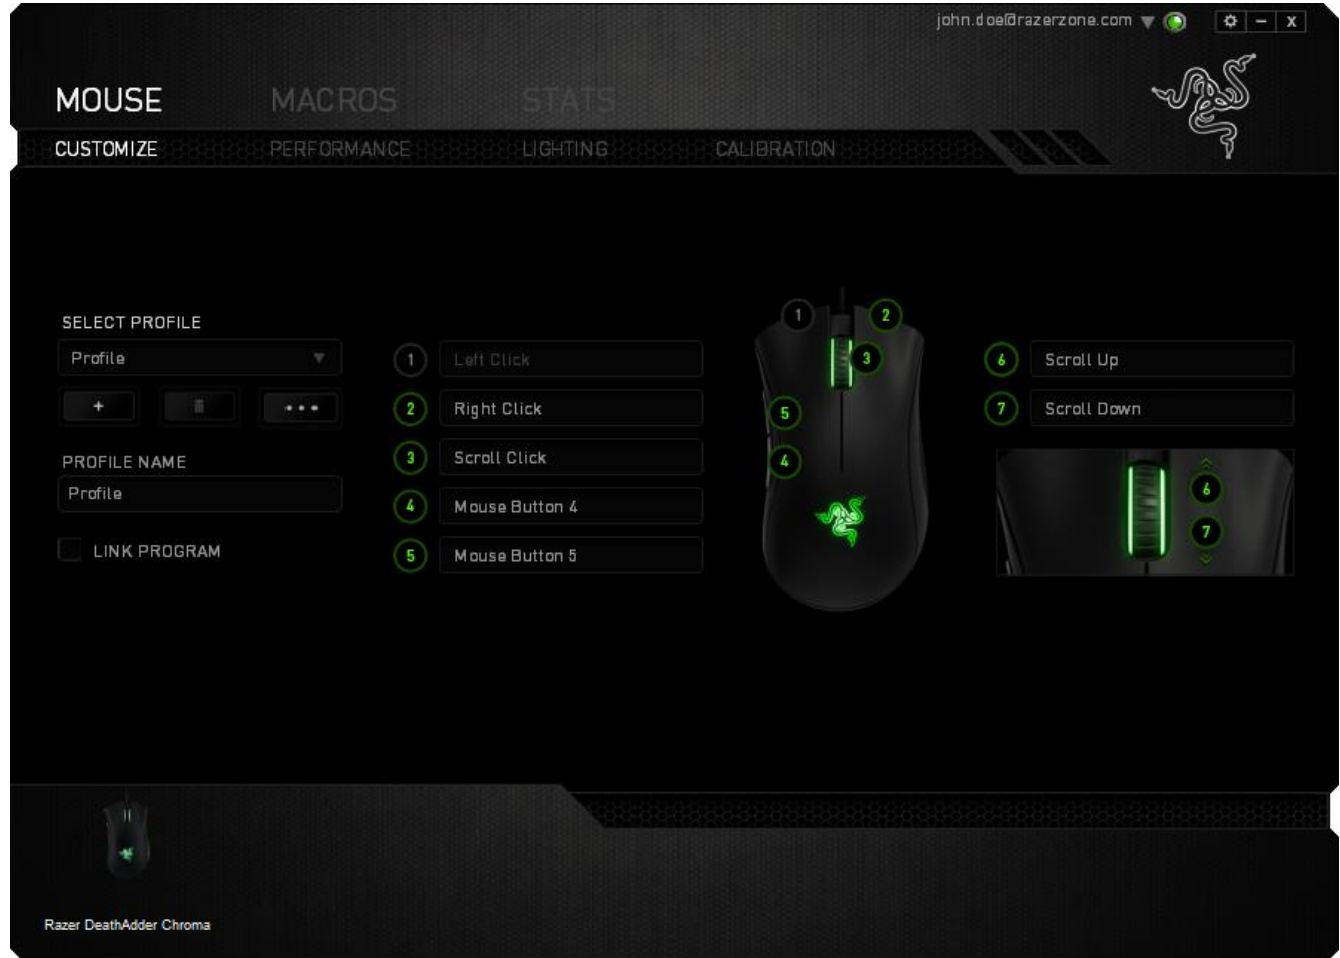 john.doe@razerzone.com
X
MOUSE MACROS STATS
CUSTOMIZE PERFORMANCE LIGHTING CALIBRATION
SELECT PROFILE
Profile
+
PROFILE NAME
Profile
LINK PROGRAM
1 Left Click
2 Right Click
3 Scroll Click
4 Mouse Button 4
5 Mouse Button 5
1
2
3
5
4
6 Scroll Up
7 Scroll Down
6
7
Razer DeathAdder Chroma